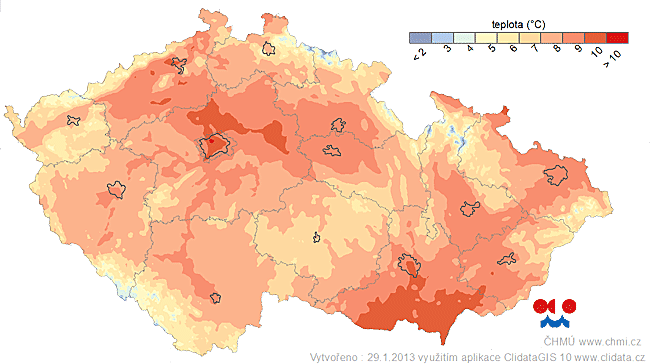 teplota (°C)
< 2 3 4 5 6 7 8 9 10 > 10
ČHMÚ www.chmi.cz
Vytvořeno : 29.1.2013 využitím aplikace ClidataGIS 10 www.clidata.cz